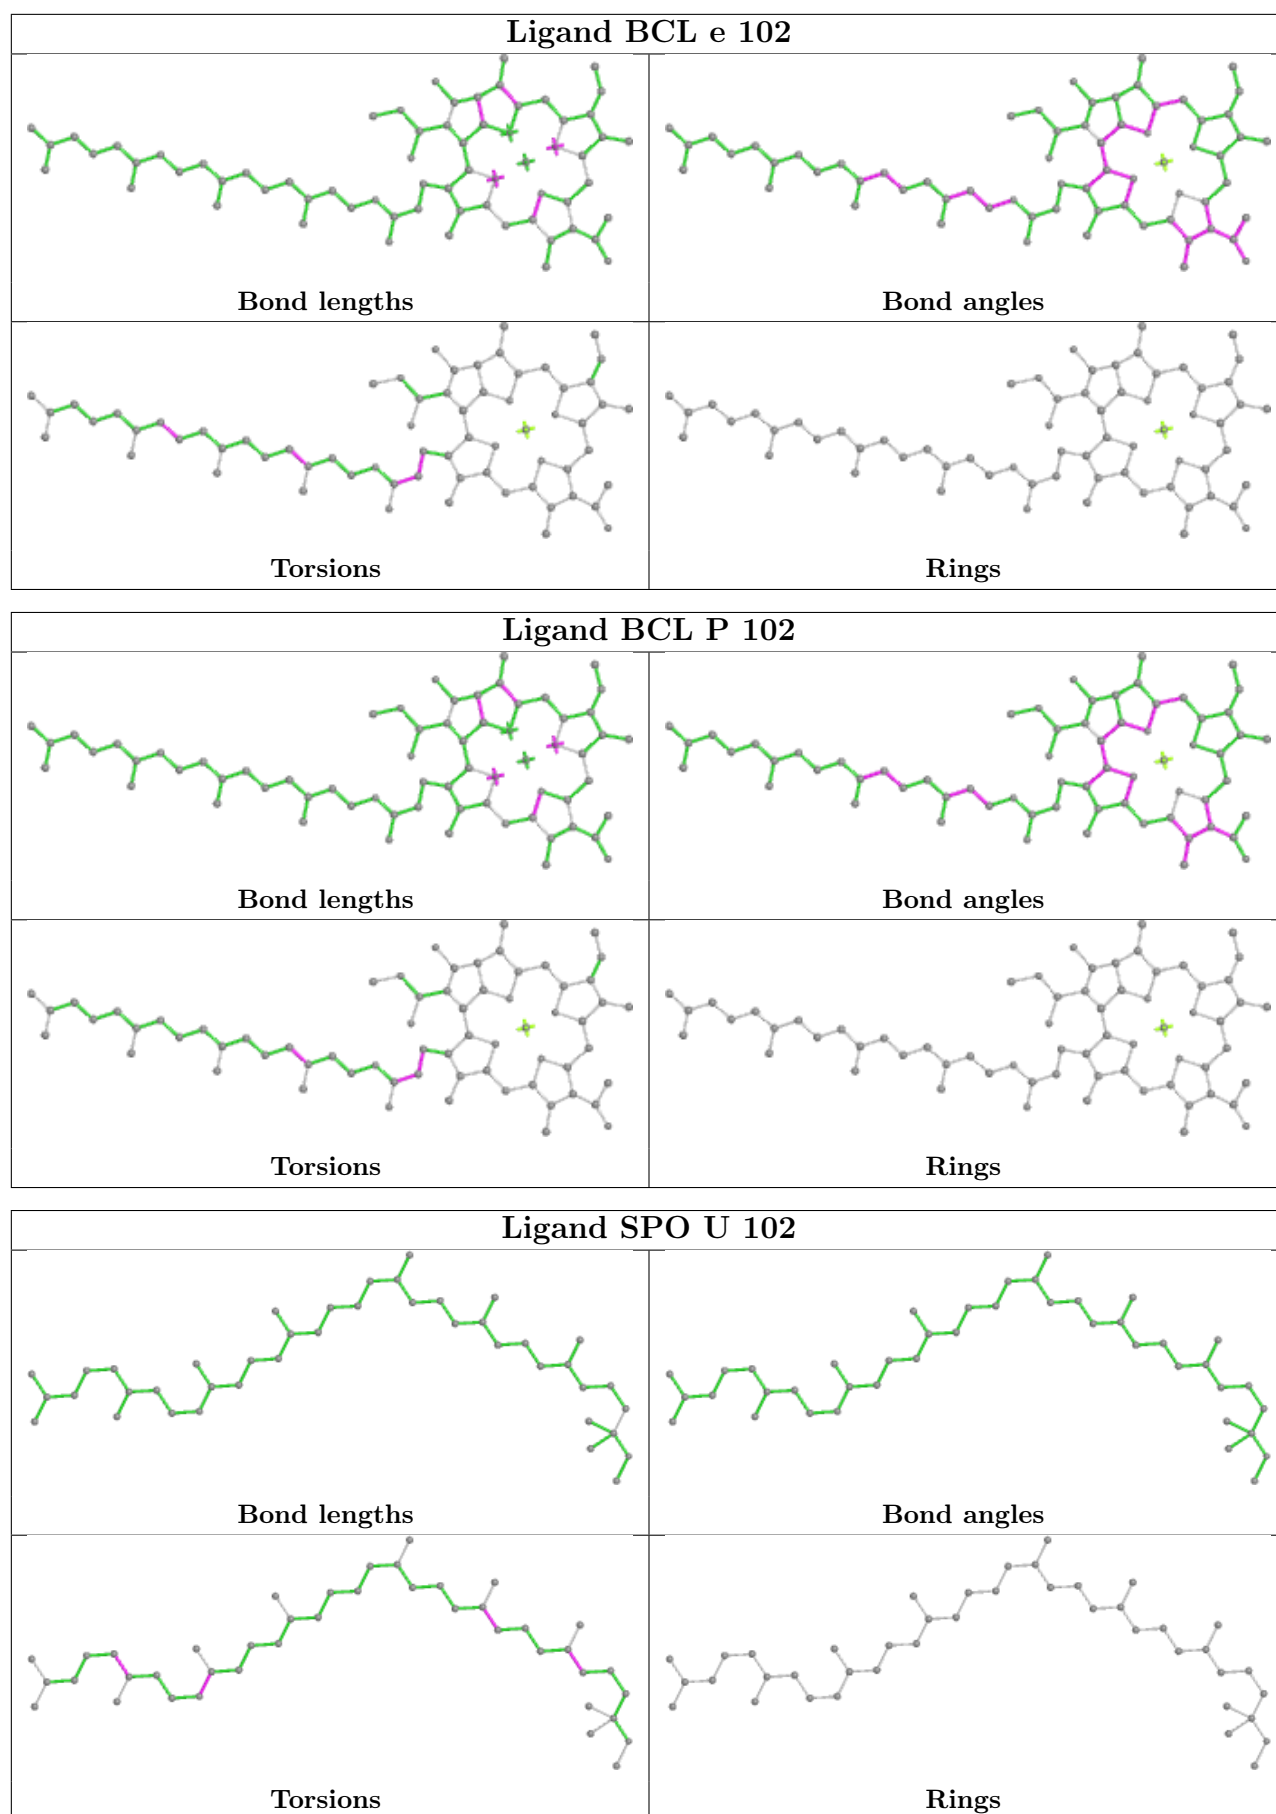 Ligand BCL e 102
Bond lengths
Bond angles
Torsions
Rings
Ligand BCL P 102
Bond lengths
Bond angles
Torsions
Rings
Ligand SPO U 102
Bond lengths
Bond angles
Torsions
Rings